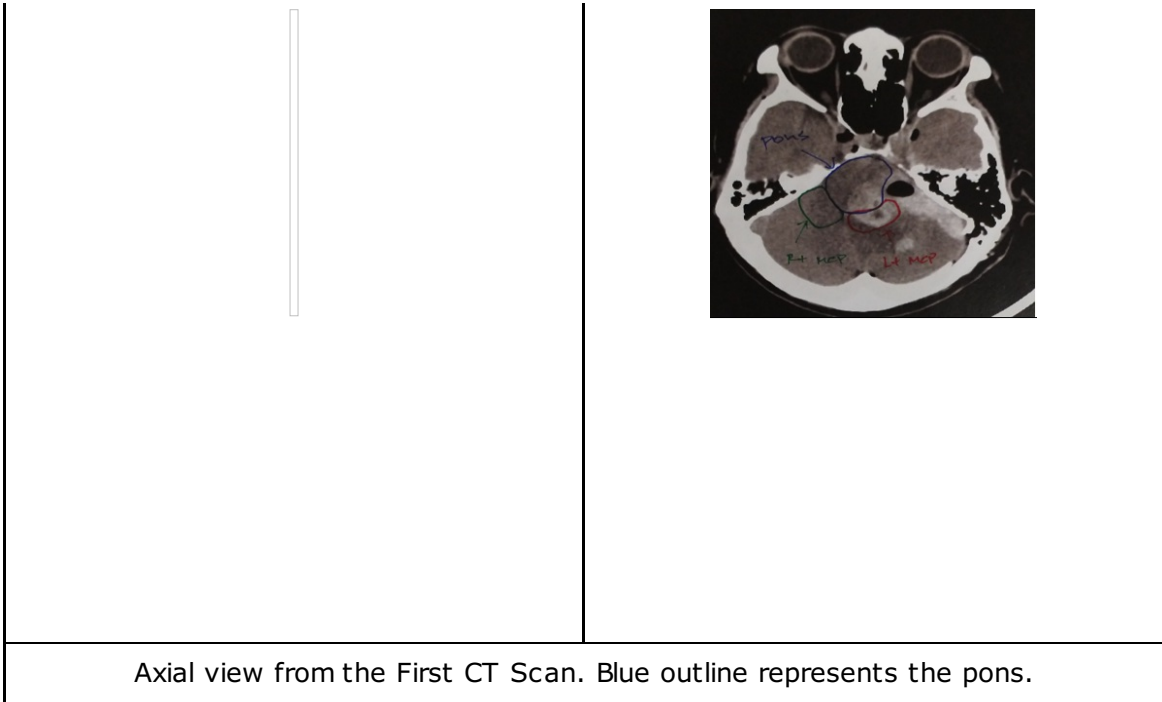 pons
Rt MCP
Lt MCP
Axial view from the First CT Scan. Blue outline represents the pons.